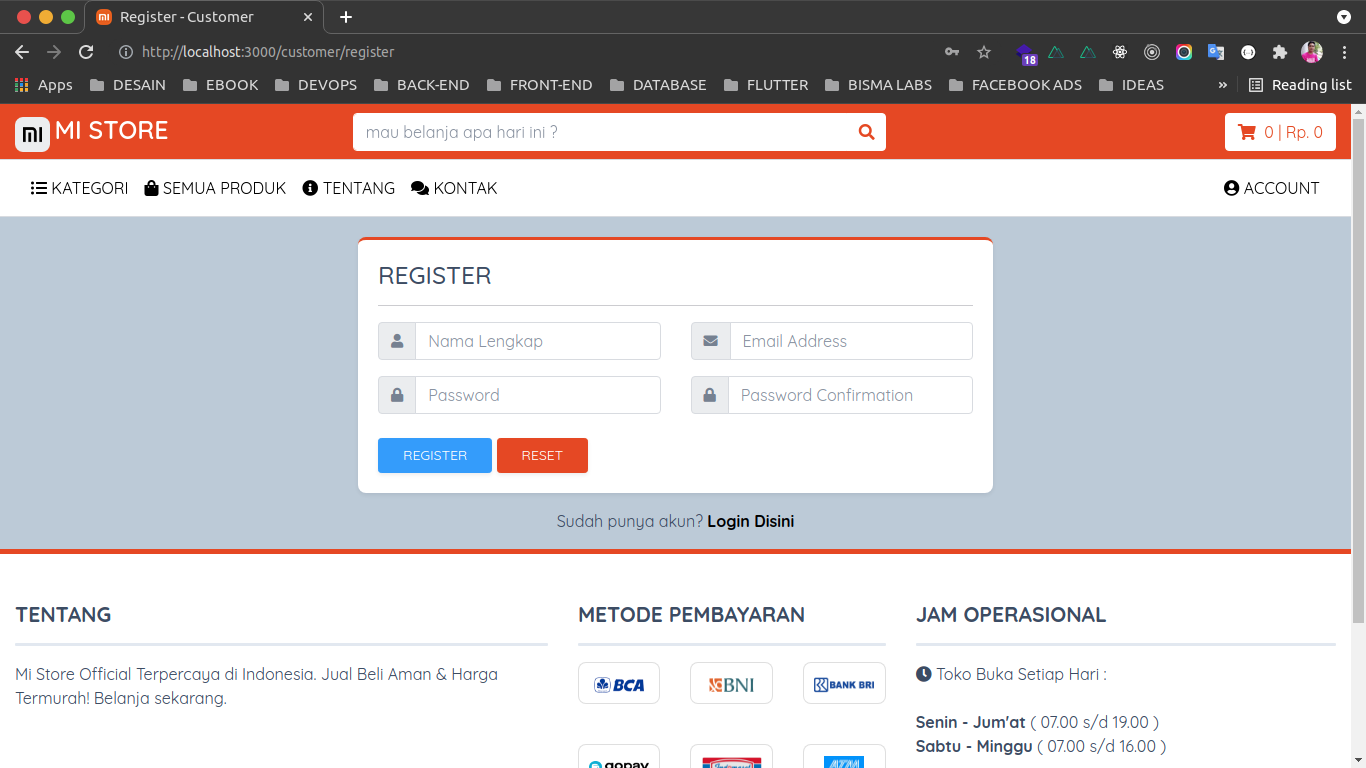 Register - Customer
http://localhost:3000/customer/register
18
Apps DESAIN EBOOK DEVOPS BACK-END FRONT-END DATABASE FLUTTER BISMA LABS FACEBOOK ADS IDEAS » Reading list
MI STORE mau belanja apa hari ini ? 0 | Rp. 0
KATEGORI SEMUA PRODUK TENTANG KONTAK ACCOUNT
REGISTER
Nama Lengkap Email Address
Password Password Confirmation
REGISTER RESET
Sudah punya akun? Login Disini
TENTANG METODE PEMBAYARAN JAM OPERASIONAL
Mi Store Official Terpercaya di Indonesia. Jual Beli Aman & Harga
Termurah! Belanja sekarang.
BCA BNI BANK BRI
Toko Buka Setiap Hari :
Senin - Jum'at ( 07.00 s/d 19.00 )
Sabtu - Minggu ( 07.00 s/d 16.00 )
gopay ATM